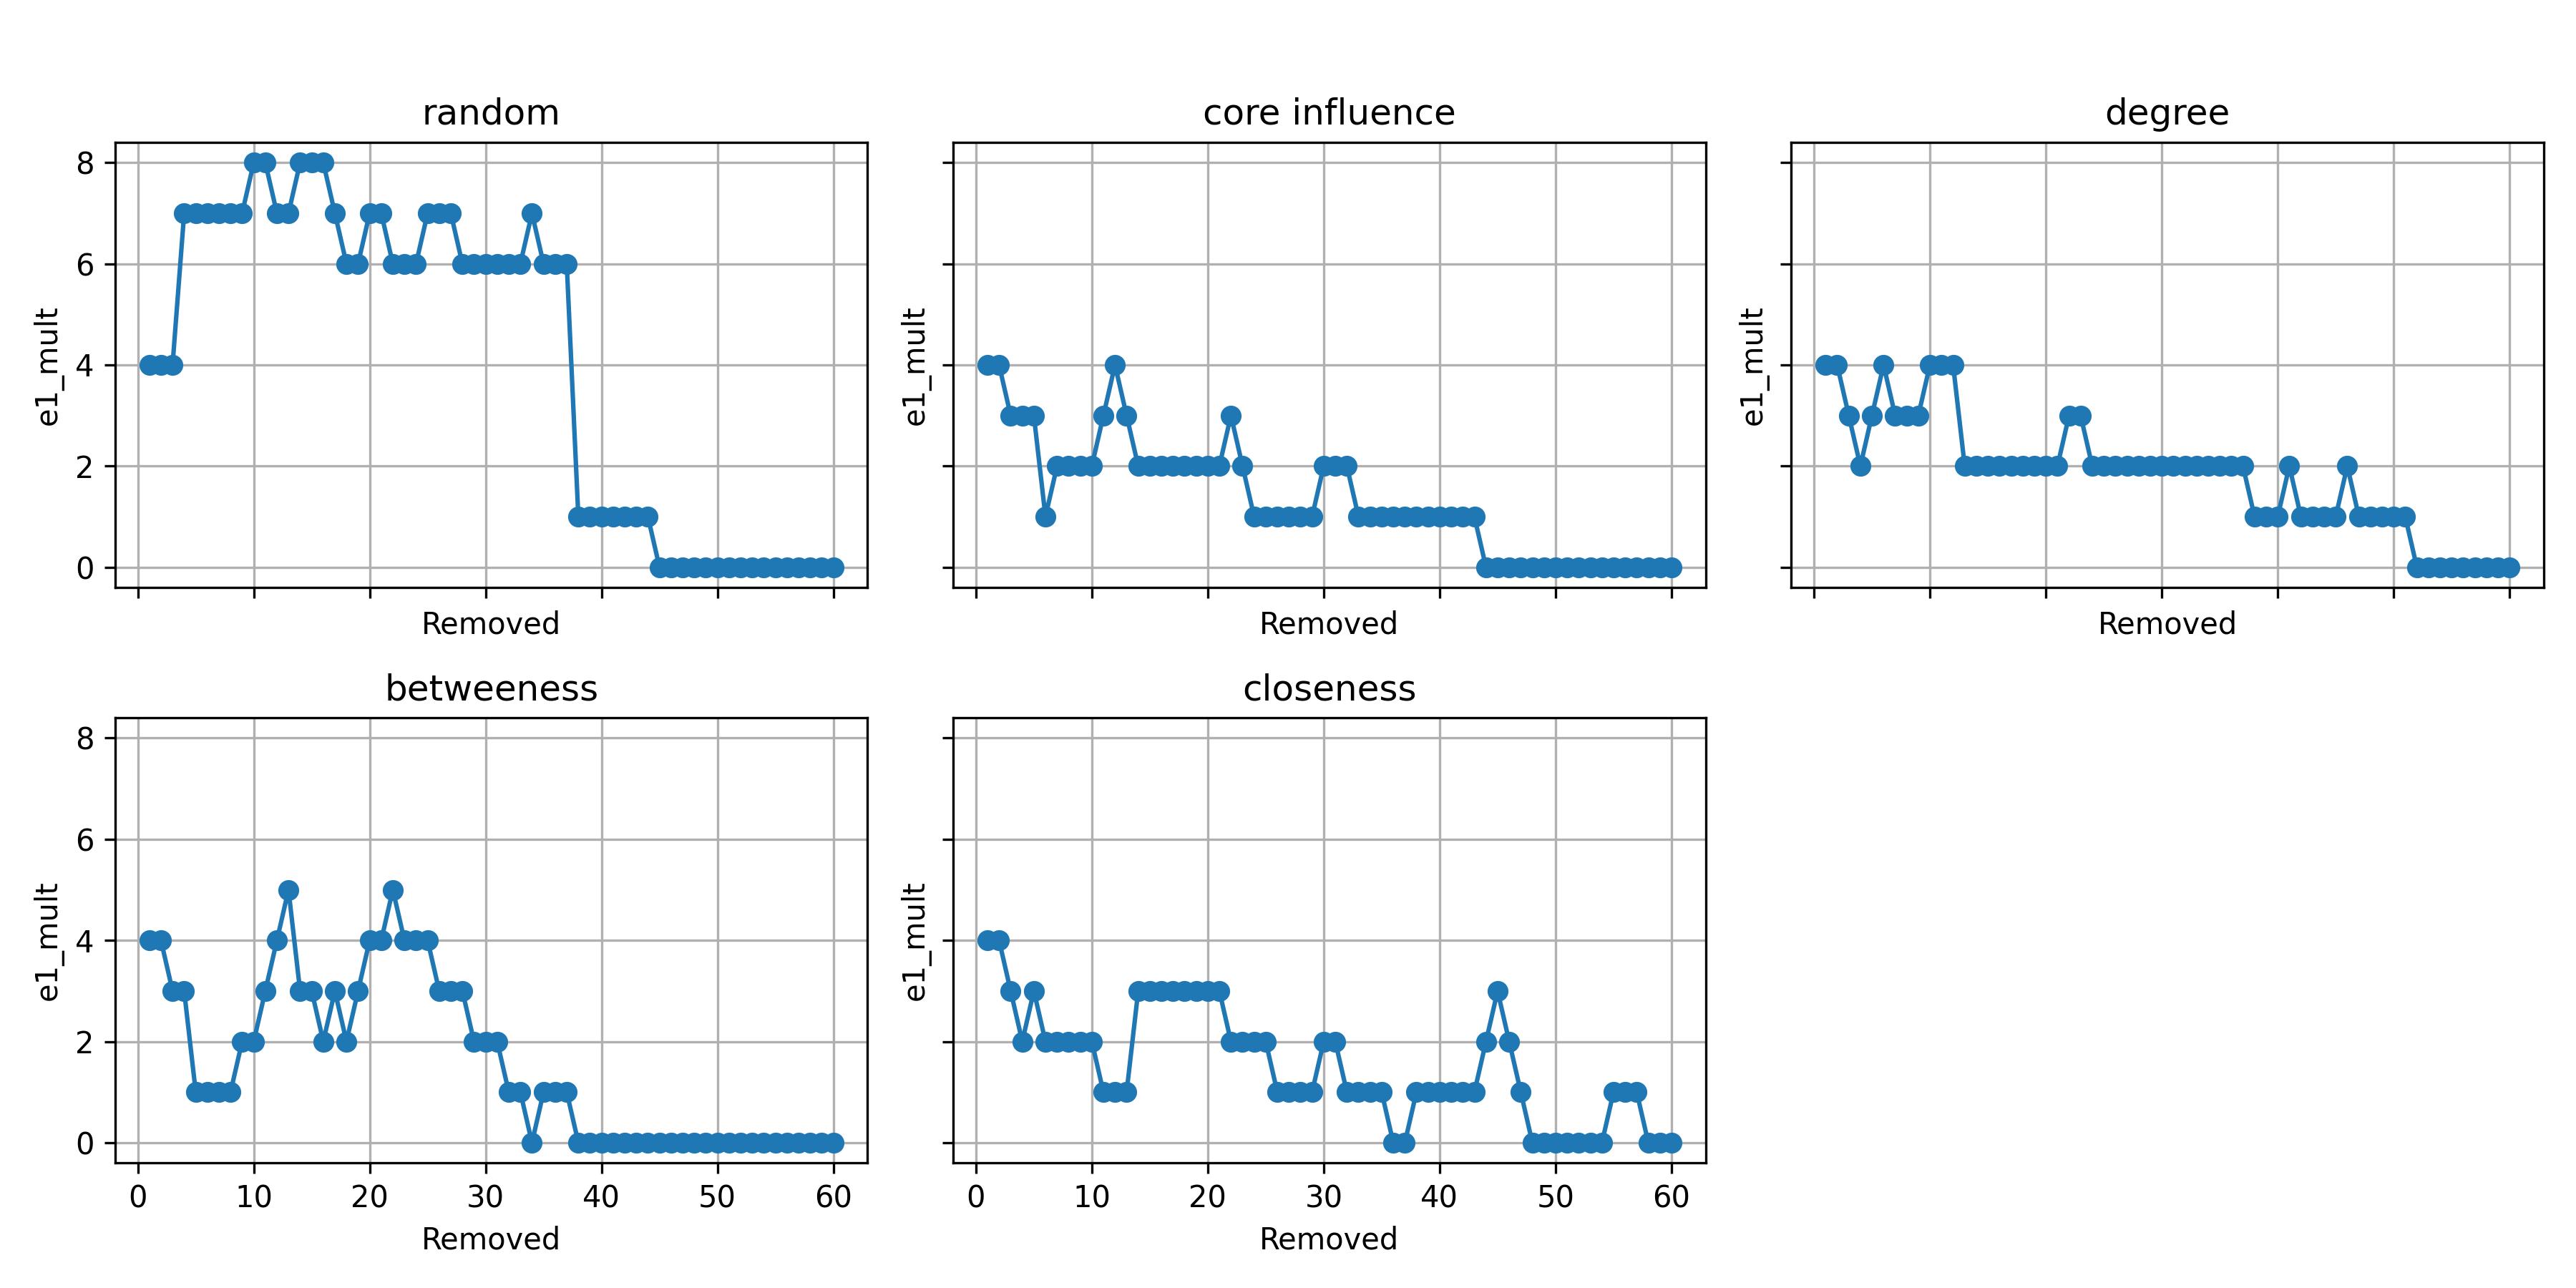 random
8
6
4
2
0
e1_mult
Removed
core influence
e1_mult
Removed
degree
e1_mult
Removed
betweeness
8
6
4
2
0
e1_mult
0 10 20 30 40 50 60
Removed
closeness
e1_mult
0 10 20 30 40 50 60
Removed